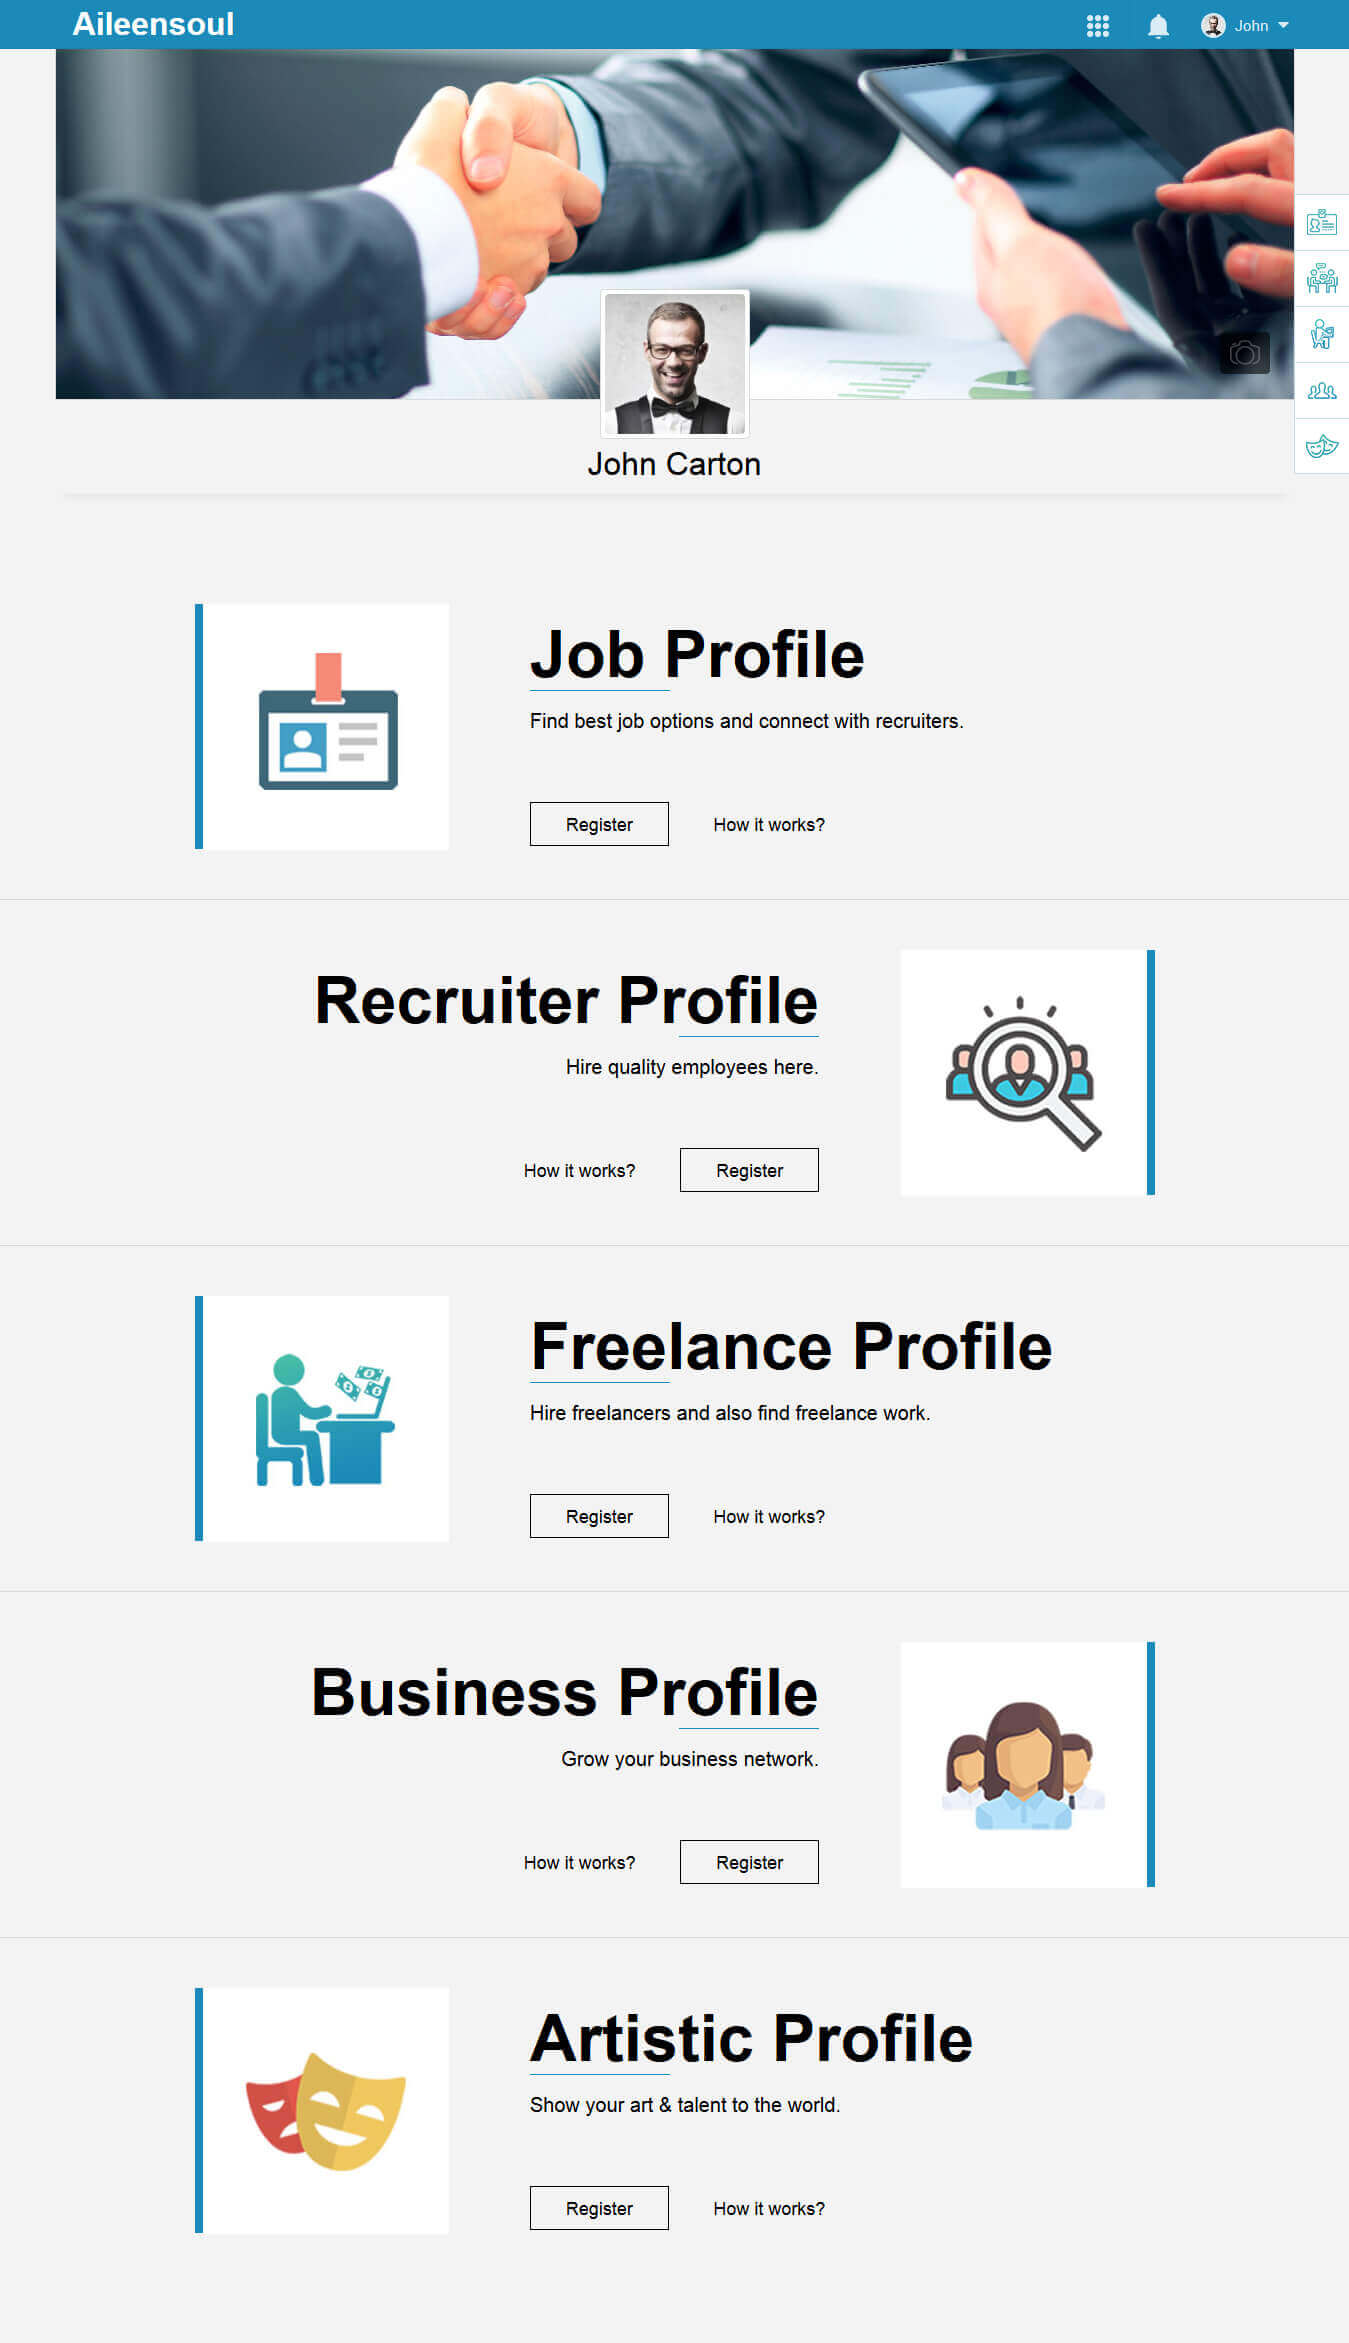 Aileensoul
John
John Carton
Job Profile
Find best job options and connect with recruiters.
Register
How it works?
Recruiter Profile
Hire quality employees here.
How it works?
Register
Freelance Profile
Hire freelancers and also find freelance work.
Register
How it works?
Business Profile
Grow your business network.
How it works?
Register
Artistic Profile
Show your art & talent to the world.
Register
How it works?